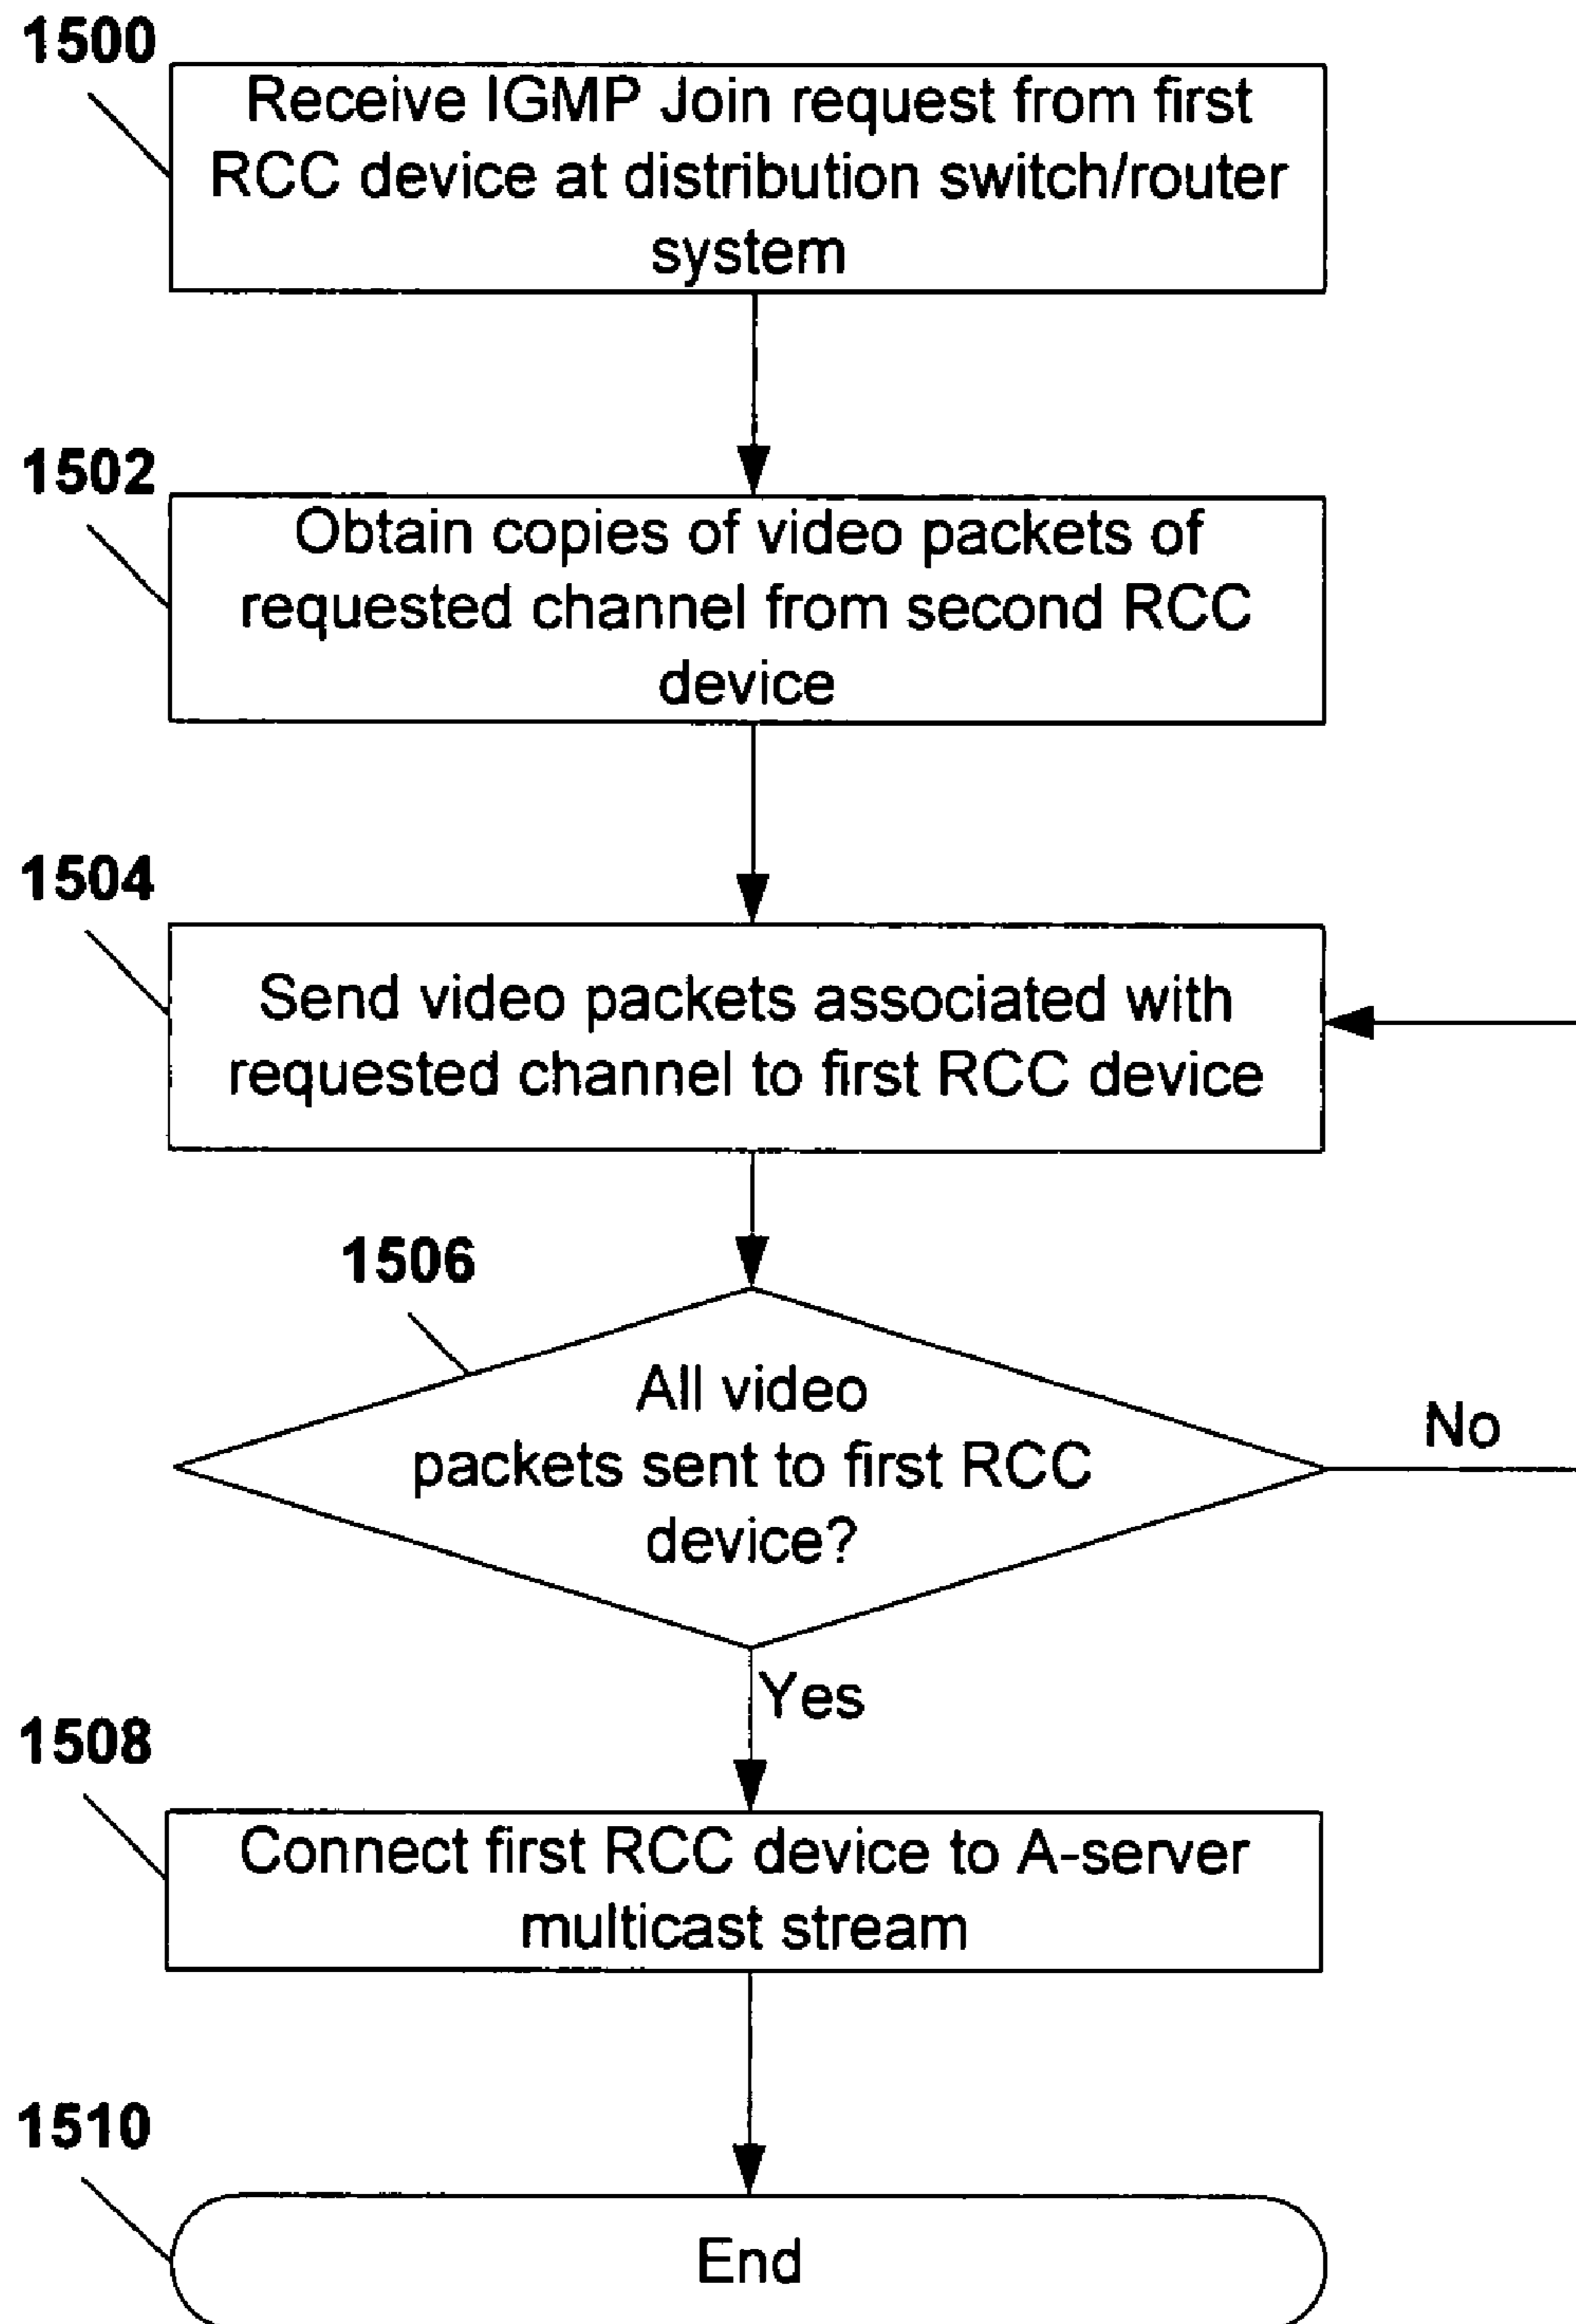 1500
Receive IGMP Join request from first
RCC device at distribution switch/router
system
1502
Obtain copies of video packets of
requested channel from second RCC
device
1504
Send video packets associated with
requested channel to first RCC device
1506
All video
packets sent to first RCC
device?
No
Yes
1508
Connect first RCC device to A-server
multicast stream
1510
End